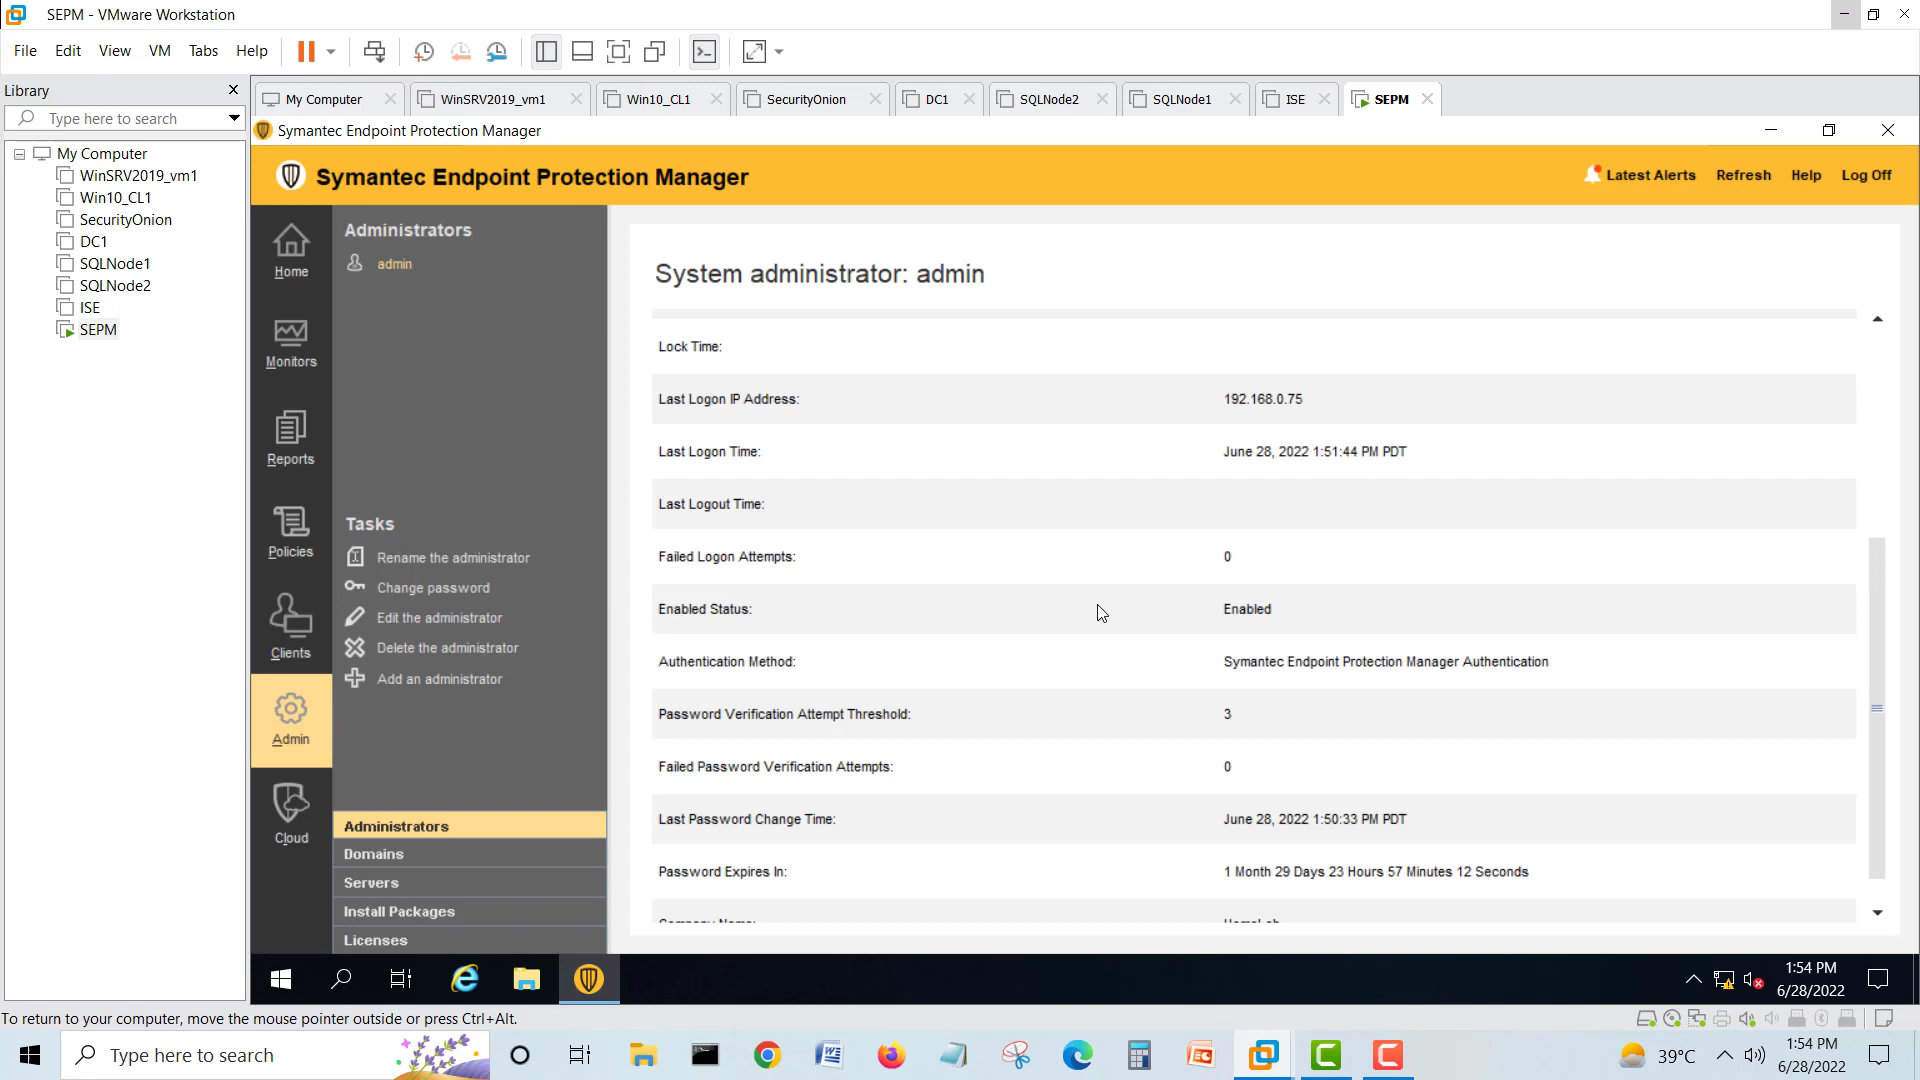 SEPM - VMware Workstation
File Edit View VM Tabs Help
Library
Type here to search
My Computer
WinSRV2019_vm1
Win10_CL1
SecurityOnion
DC1
SQLNode1
SQLNode2
ISE
SEPM
My Computer WinSRV2019_vm1 Win10_CL1 SecurityOnion DC1 SQLNode2 SQLNode1 ISE SEPM
Symantec Endpoint Protection Manager
Symantec Endpoint Protection Manager
Latest Alerts Refresh Help Log Off
Home
Monitors
Reports
Policies
Clients
Admin
Cloud
Administrators
admin
Tasks
Rename the administrator
Change password
Edit the administrator
Delete the administrator
Add an administrator
Administrators
Domains
Servers
Install Packages
Licenses
System administrator: admin
Lock Time:
Last Logon IP Address: 192.168.0.75
Last Logon Time: June 28, 2022 1:51:44 PM PDT
Last Logout Time:
Failed Logon Attempts: 0
Enabled Status: Enabled
Authentication Method: Symantec Endpoint Protection Manager Authentication
Password Verification Attempt Threshold: 3
Failed Password Verification Attempts: 0
Last Password Change Time: June 28, 2022 1:50:33 PM PDT
Password Expires In: 1 Month 29 Days 23 Hours 57 Minutes 12 Seconds
1:54 PM
6/28/2022
To return to your computer, move the mouse pointer outside or press Ctrl+Alt.
Type here to search
39°C
1:54 PM
6/28/2022